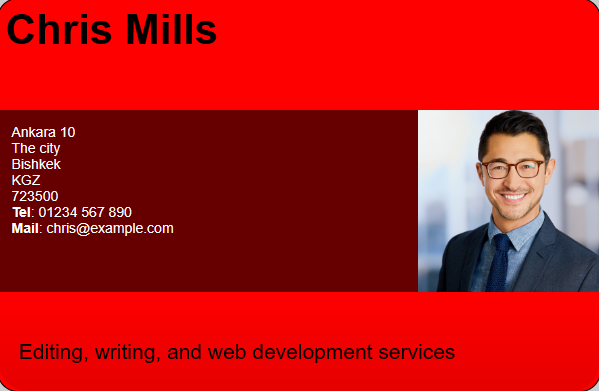 Chris Mills
Ankara 10
The city
Bishkek
KGZ
723500
Tel: 01234 567 890
Mail: chris@example.com
Editing, writing, and web development services